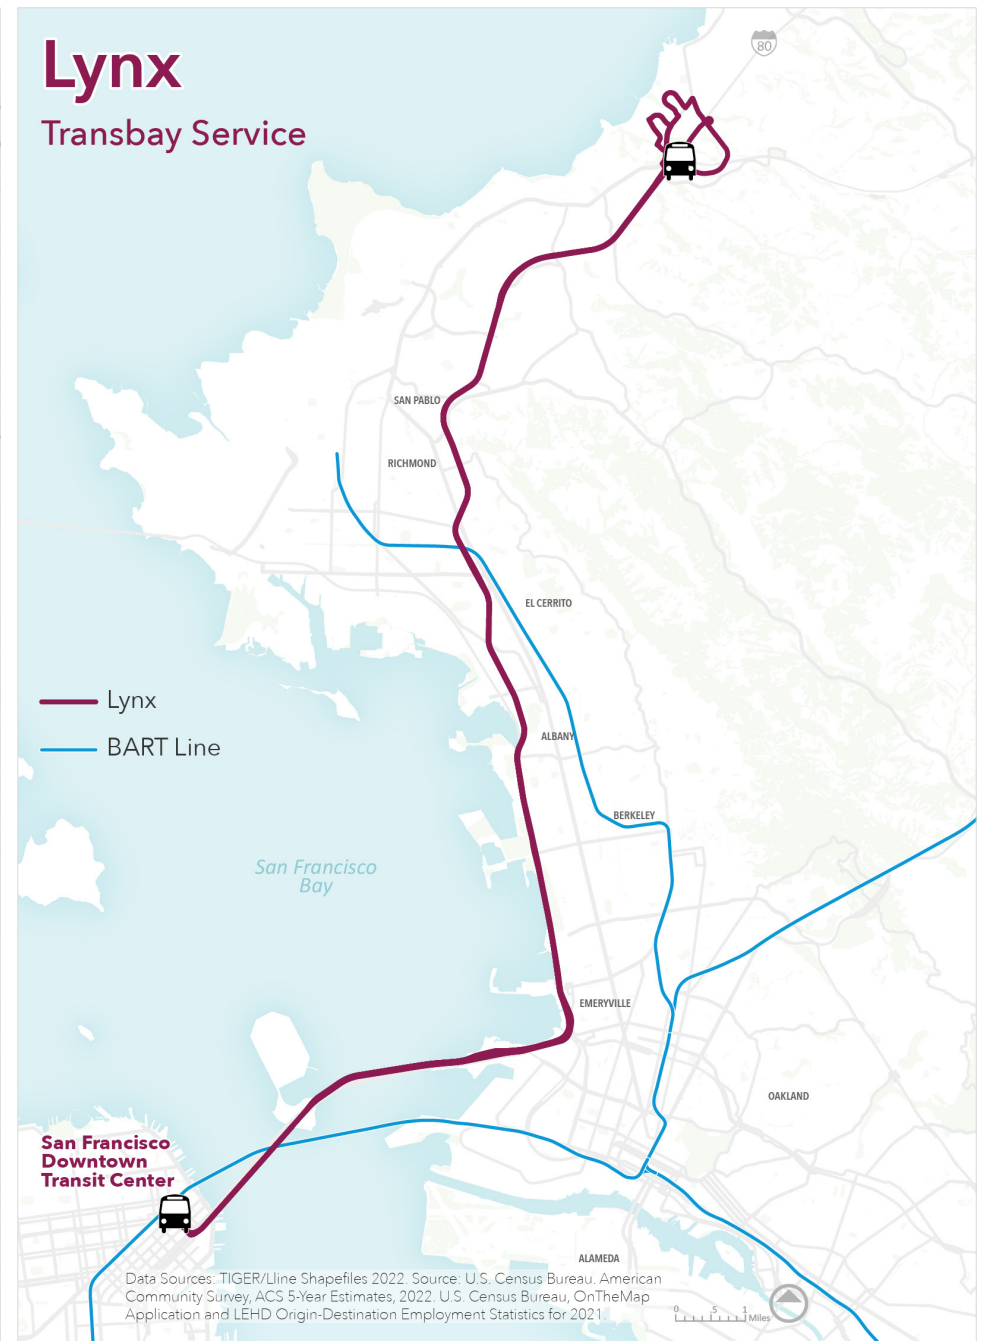 Lynx
Transbay Service
80
SAN PABLO
RICHMOND
EL CERRITO
Lynx
ALBANY
BART Line
BERKELEY
San Francisco
Bay
EMERYVILLE
OAKLAND
San Francisco
Downtown
Transit Center
ALAMEDA
Data Sources: TIGER/Lline Shapefiles 2022. Source: U.S. Census Bureau. American
Community Survey, ACS 5-Year Estimates, 2022. U.S. Census Bureau, OnTheMap
Application and LEHD Origin-Destination Employment Statistics for 2021.
0 .5 1
Miles